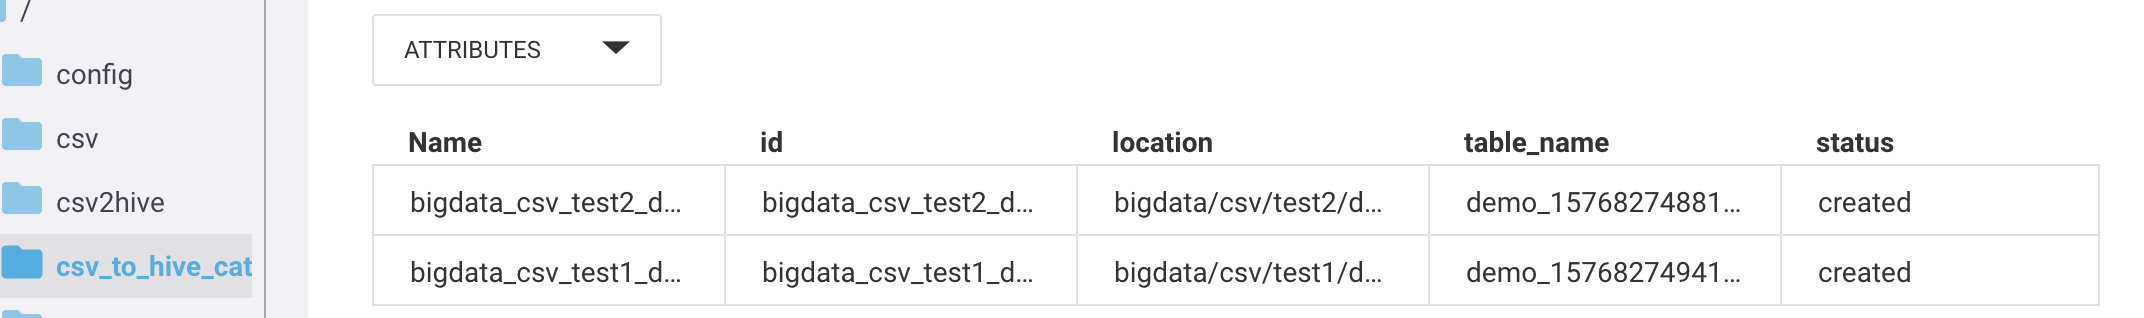 /
config
csv
csv2hive
csv_to_hive_cat
ATTRIBUTES
Name id location table_name status
bigdata_csv_test2_d... bigdata_csv_test2_d... bigdata/csv/test2/d... demo_15768274881... created
bigdata_csv_test1_d... bigdata_csv_test1_d... bigdata/csv/test1/d... demo_15768274941... created